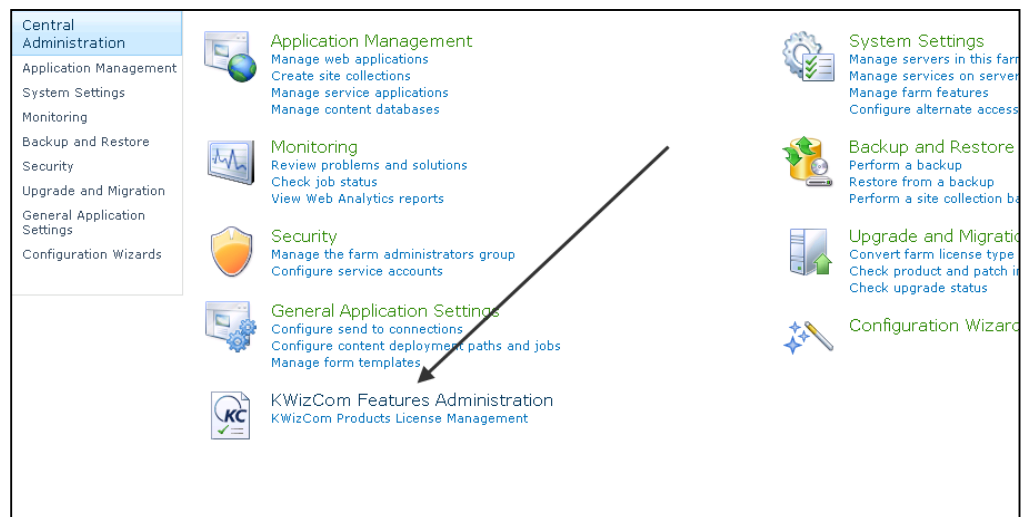 Central
Administration
Application Management
System Settings
Monitoring
Backup and Restore
Security
Upgrade and Migration
General Application
Settings
Configuration Wizards
Application Management
Manage web applications
Create site collections
Manage service applications
Manage content databases
Monitoring
Review problems and solutions
Check job status
View Web Analytics reports
Security
Manage the farm administrators group
Configure service accounts
General Application Settings
Configure send to connections
Configure content deployment paths and jobs
Manage form templates
KC
KWizCom Features Administration
KWizCom Products License Management
System Settings
Manage servers in this farm
Manage services on server
Manage farm features
Configure alternate access
Backup and Restore
Perform a backup
Restore from a backup
Perform a site collection ba
Upgrade and Migratio
Convert farm license type
Check product and patch in
Check upgrade status
Configuration Wizard